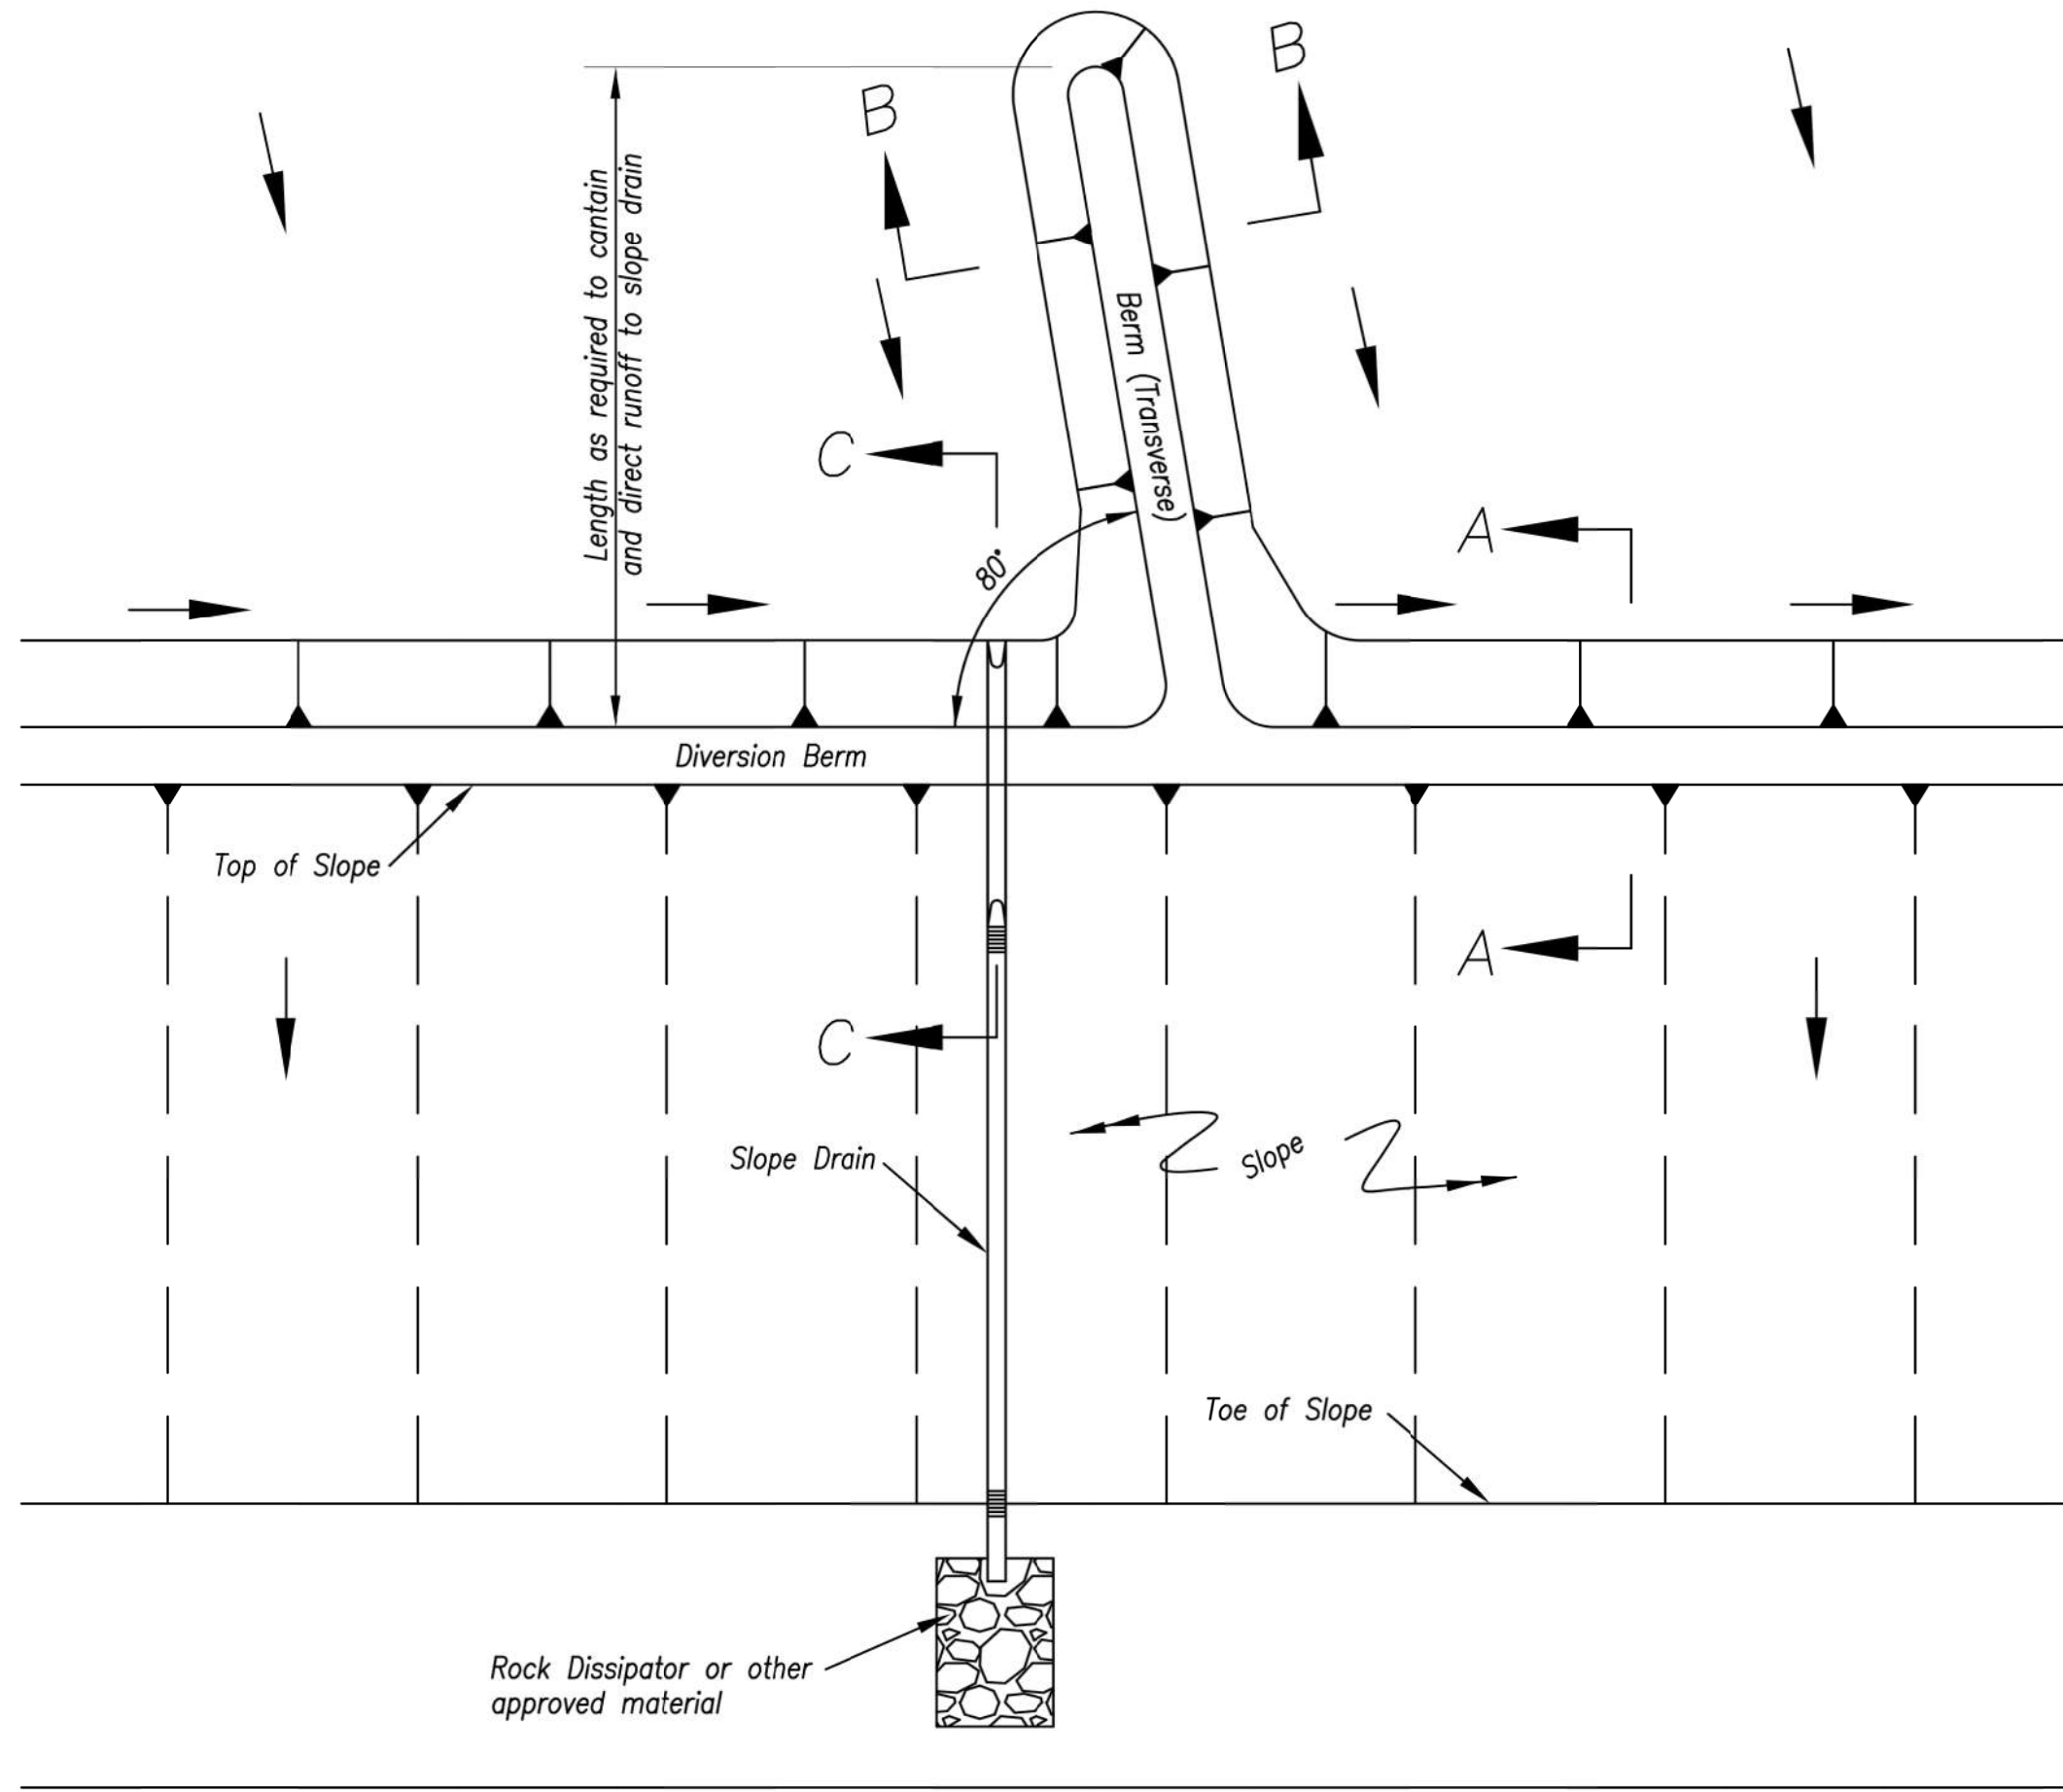 B
B
Length as required to cantain
and direct runoff to slope drain
Berm (Transverse)
C
A
80°
Diversion Berm
Top of Slope
A
C
Slope Drain
Slope
Toe of Slope
Rock Dissipator or other
approved material